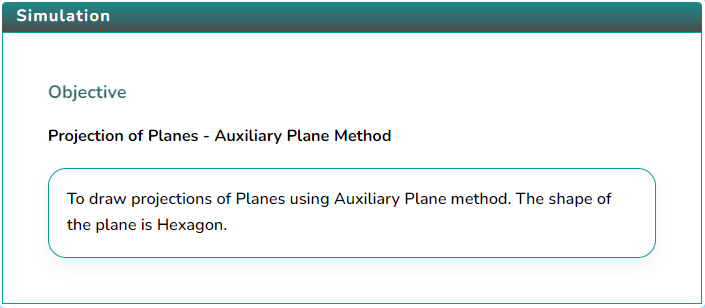 Simulation
Objective
Projection of Planes - Auxiliary Plane Method
To draw projections of Planes using Auxiliary Plane method. The shape of
the plane is Hexagon.